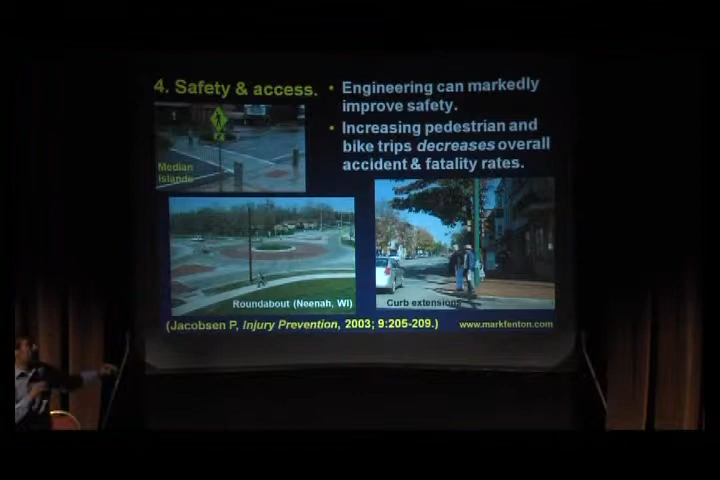 4. Safety & access.
• Engineering can markedly
improve safety.
• Increasing pedestrian and
bike trips decreases overall
accident & fatality rates.
Median
islands
Roundabout (Neenah, WI)
Curb extensions
(Jacobsen P, Injury Prevention, 2003; 9:205-209.)
www.markfenton.com